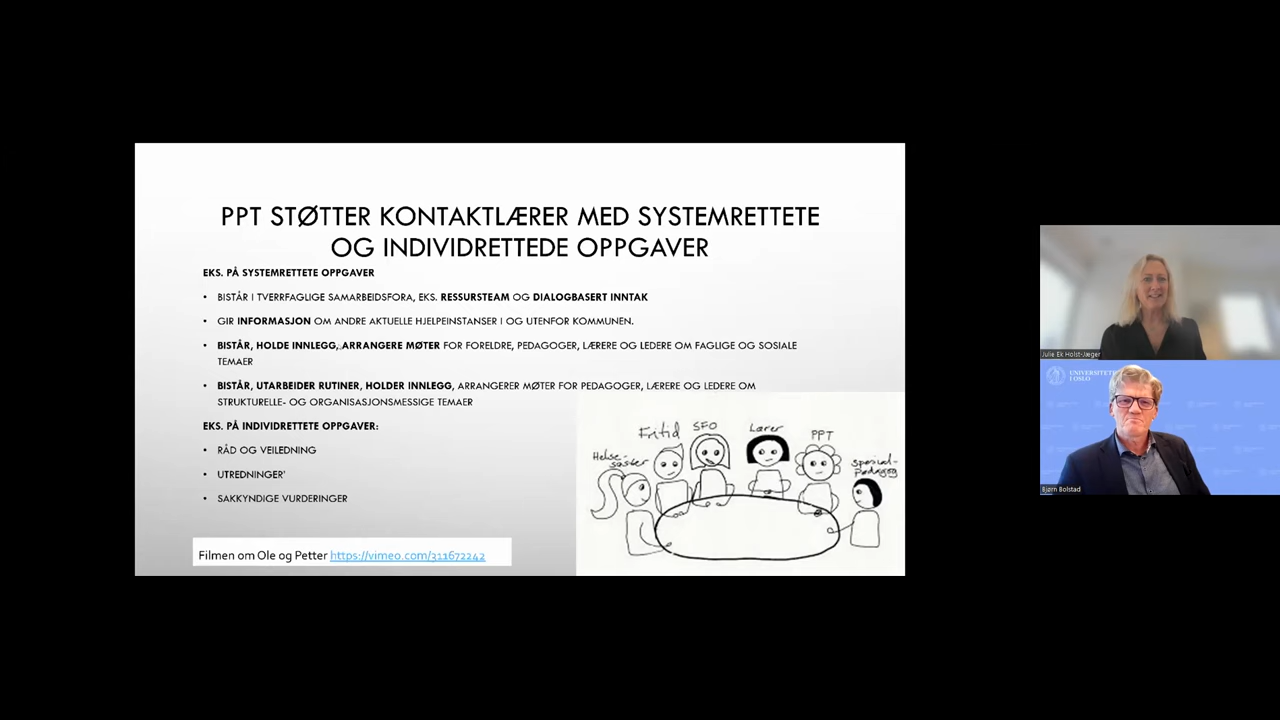 PPT STØTTER KONTAKTLÆRER MED SYSTEMRETTETE
OG INDIVIDRETTEDE OPPGAVER
EKS. PÅ SYSTEMRETTETE OPPGAVER
• BISTÅR I TVERRFAGLIGE SAMARBEIDSFORA, EKS. RESSURSTEAM OG DIALOGBASERT INNTAK
• GIR INFORMASJON OM ANDRE AKTUELLE HJELPEINSTANSER I OG UTENFOR KOMMUNEN.
• BISTÅR, HOLDE INNLEGG, ARRANGERE MØTER FOR FORELDRE, PEDAGOGER, LÆRERE OG LEDERE OM FAGLIGE OG SOSIALE
TEMAER
• BISTÅR, UTARBEIDER RUTINER, HOLDER INNLEGG, ARRANGERER MØTER FOR PEDAGOGER, LÆRERE OG LEDERE OM
STRUKTURELLE- OG ORGANISASJONSMESSIGE TEMAER
EKS. PÅ INDIVIDRETTETE OPPGAVER:
• RÅD OG VEILEDNING
• UTREDNINGER'
• SAKKYNDIGE VURDERINGER
Helse-
søster
Fritid
SFO
Lærer
PPT
spesial-
pedagog
Filmen om Ole og Petter https://vimeo.com/311672242
Julie Ek Holst-Jæger
UNIVERSITETET
I OSLO
Bjørn Bolstad